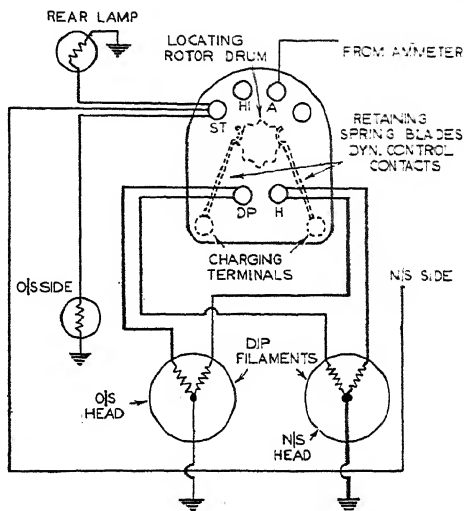 REAR LAMP
LOCATING
ROTOR DRUM
FROM AMMETER
HI
A
ST
RETAINING
SPRING BLADES
DYN. CONTROL
CONTACTS
DP
H
CHARGING
TERMINALS
N/S SIDE
O/S SIDE
DIP
FILAMENTS
O/S
HEAD
N/S
HEAD